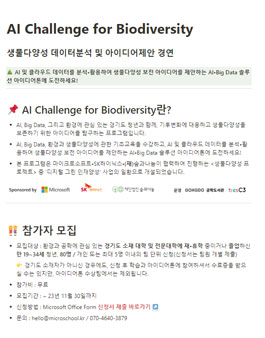 AI Challenge for Biodiversity
생물다양성 데이터분석 및 아이디어제안 경연
AI 및 클라우드 데이터를 분석•활용하여 생물다양성 보전 아이디어를 제안하는 AI•Big Data 솔루
션 아이디어톤에 도전하세요!
AI Challenge for Biodiversity란?
AI, Big Data, 그리고 환경에 관심 있는 경기도 청년과 함께, 기후변화에 대응하고 생물다양성을
보존하기 위한 아이디어를 탐구하는 프로그램입니다.
AI, Big Data, 환경과 생물다양성에 관한 기초교육을 수강하고, AI 및 클라우드 데이터를 분석•
활용하여 생물다양성 보전 아이디어를 제안하는 AI•Big Data 솔루션 아이디어톤에 도전하세요!
본 프로그램은 마이크로소프트•SK하이닉스•(재)숲과나눔이 협력하여 진행하는 <생물다양성 프
로젝트> 중 '디지털 그린 인재양성' 사업의 일환으로 개설되었습니다.
Sponsored by Microsoft SK hynix 재단법인 숲과나눔 운영 GONGDO 공학도서관 C3
참가자 모집
모집대상 : 환경과 공학에 관심 있는 경기도 소재 대학 및 전문대학에 재•휴학 중이거나 졸업하신
만 19~34세 청년, 60명 / 개인 또는 최대 5명 이내의 팀 단위 신청(신청서는 팀원 개별 제출)
경기도 소재자가 아니신 경우에도, 신청 후 학습과 아이디어톤에 참여하셔서 수료증을 받으
실 수는 있지만, 아이디어톤 수상팀에서는 제외됩니다.
참가비 : 무료
모집기간 : ~ 23년 11월 30일까지
신청방법 : Microsoft Office Form 신청서 제출 바로가기
문의 : hello@microschool.kr / 070-4640-3879